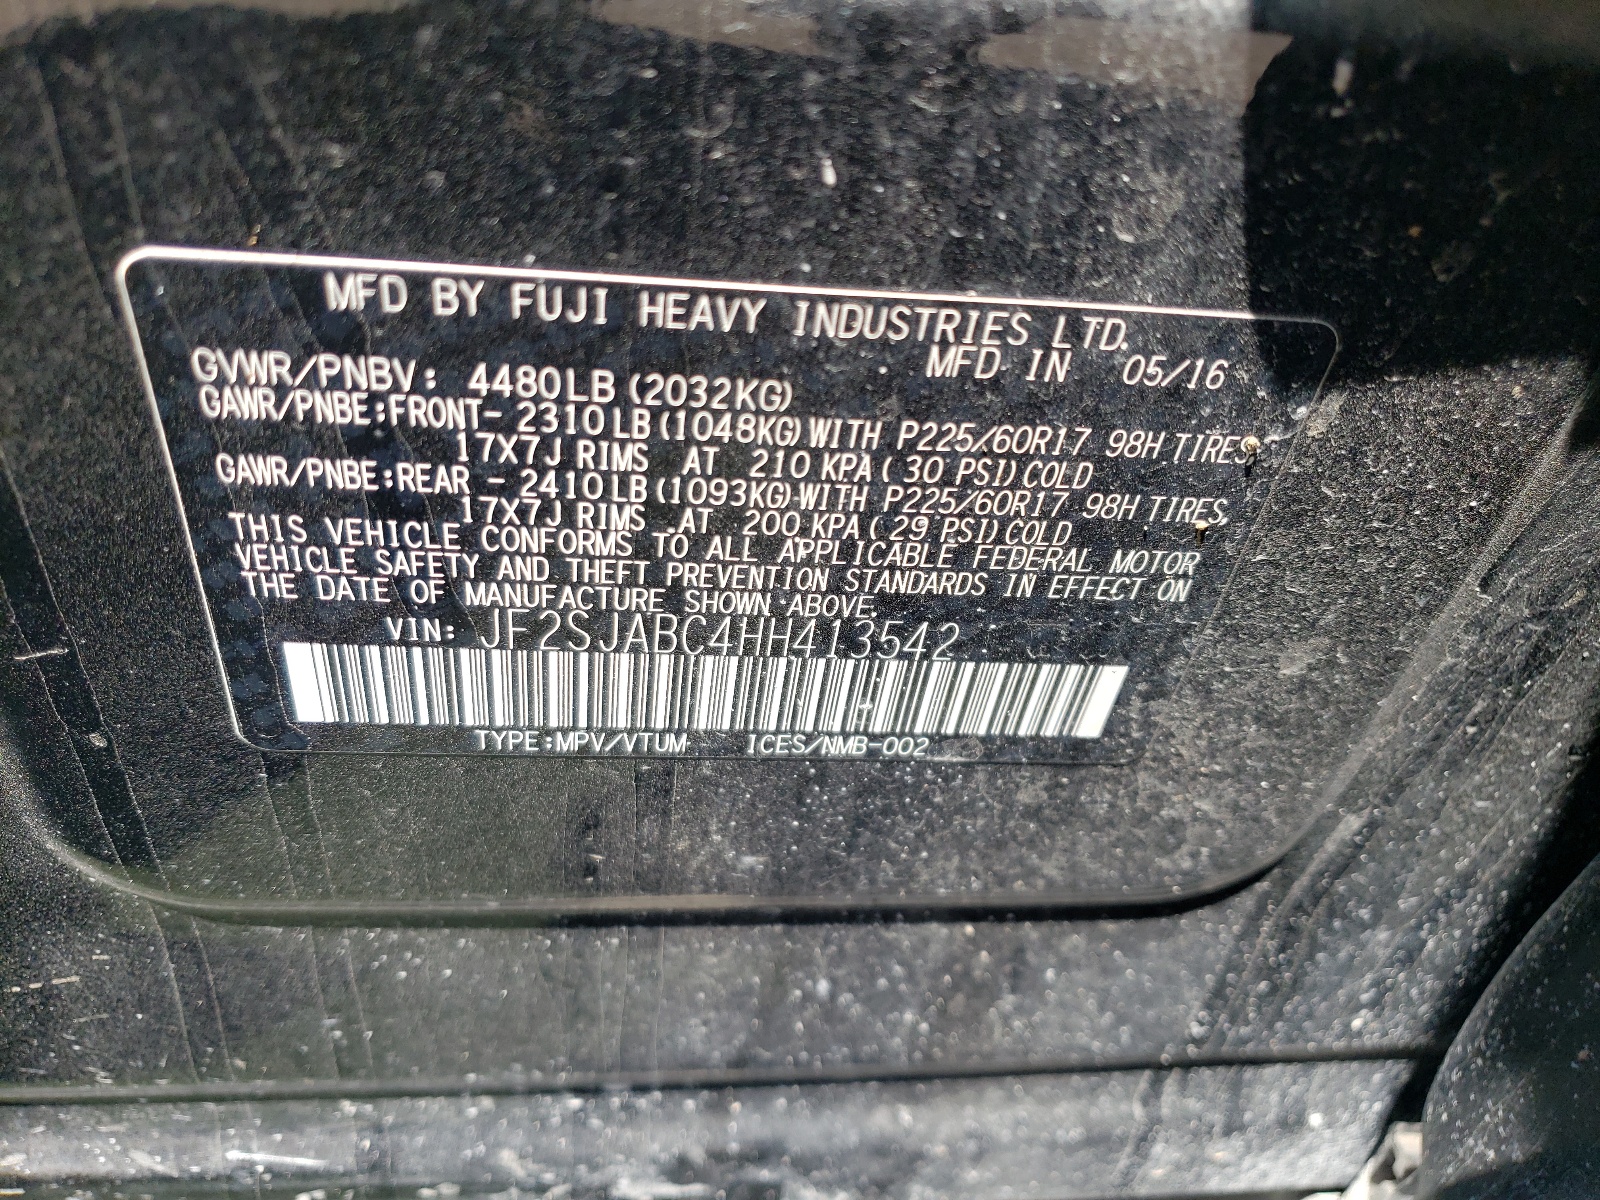 MFD BY FUJI HEAVY INDUSTRIES LTD.
MFD IN 05/16
GVWR/PNBV: 4480LB (2032KG)
GAWR/PNBE:FRONT- 2310LB(1048KG)WITH P225/60R17 98H TIRES,
17X7J RIMS AT 210 KPA(30 PSI)COLD
GAWR/PNBE:REAR - 2410LB(1093KG)WITH P225/60R17 98H TIRES,
17X7J RIMS AT 200 KPA(29 PSI)COLD
THIS VEHICLE CONFORMS TO ALL APPLICABLE FEDERAL MOTOR
VEHICLE SAFETY AND THEFT PREVENTION STANDARDS IN EFFECT ON
THE DATE OF MANUFACTURE SHOWN ABOVE.
VIN: JF2SJABC4HH413542
TYPE:MPV/VTUM ICES/NMB-002